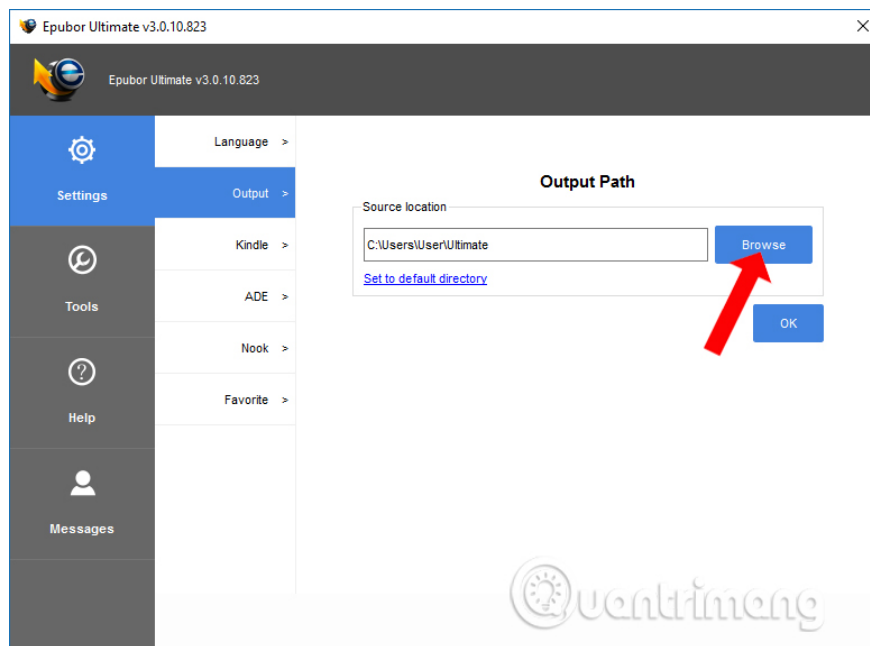 Epubor Ultimate v3.0.10.823
Epubor Ultimate v3.0.10.823
Settings
Tools
Help
Messages
Language >
Output >
Kindle >
ADE >
Nook >
Favorite >
Output Path
Source location
C:\Users\User\Ultimate
Browse
Set to default directory
OK
Quantrimang